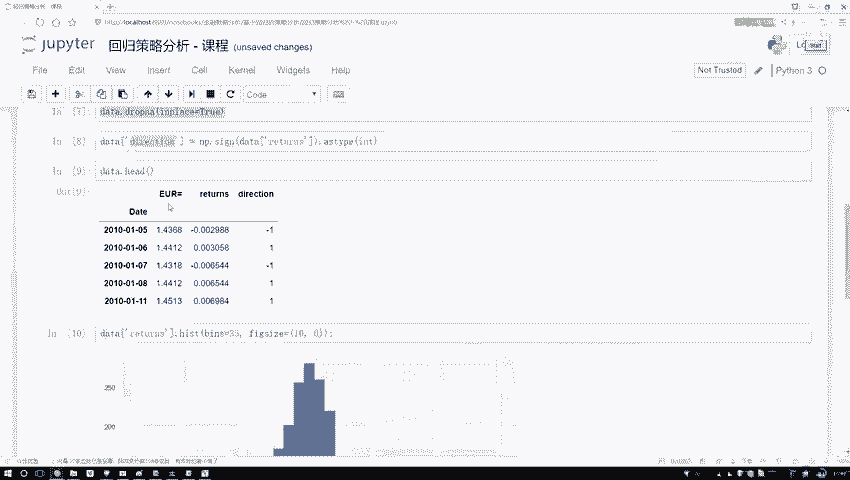 jupyter 回归策略分析 - 课程 (unsaved changes)
File Edit View Insert Cell Kernel Widgets Help
Not Trusted Python 3
Code
In [7] data.dropna(inplace=True)
In [8] data['direction'] = np.sign(data['returns']).astype(int)
In [9] data.head()
Out[9]:
EUR= returns direction
Date
2010-01-05 1.4368 -0.002988 -1
2010-01-06 1.4412 0.003058 1
2010-01-07 1.4318 -0.006544 -1
2010-01-08 1.4412 0.006544 1
2010-01-11 1.4513 0.006984 1
In [10] data['returns'].hist(bins=35, figsize=(10, 6));
250
200